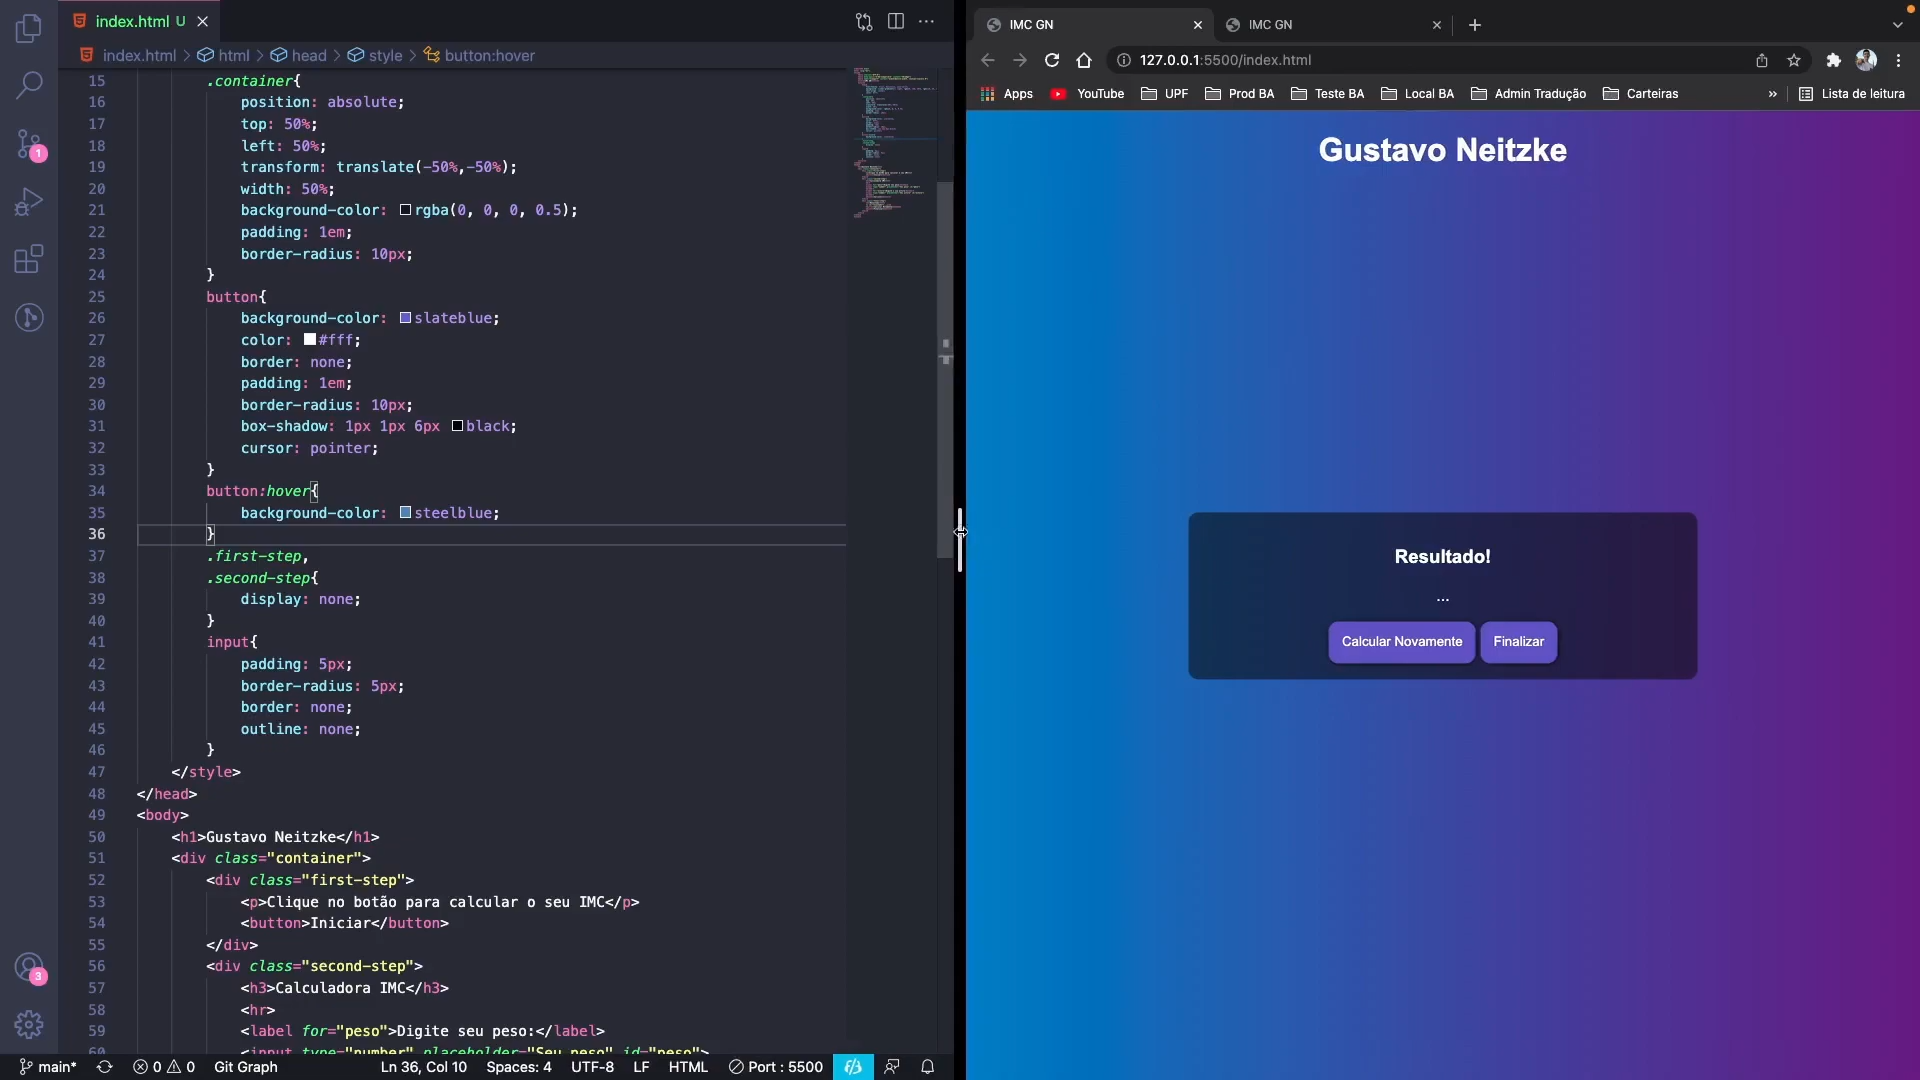 index.html U
index.html > html > head > style > button:hover
15 .container{
16 position: absolute;
17 top: 50%;
18 left: 50%;
19 transform: translate(-50%,-50%);
20 width: 50%;
21 background-color: rgba(0, 0, 0, 0.5);
22 padding: 1em;
23 border-radius: 10px;
24 }
25 button{
26 background-color: slateblue;
27 color: #fff;
28 border: none;
29 padding: 1em;
30 border-radius: 10px;
31 box-shadow: 1px 1px 6px black;
32 cursor: pointer;
33 }
34 button:hover{
35 background-color: steelblue;
36 }
37 .first-step,
38 .second-step{
39 display: none;
40 }
41 input{
42 padding: 5px;
43 border-radius: 5px;
44 border: none;
45 outline: none;
46 }
47 </style>
48 </head>
49 <body>
50 <h1>Gustavo Neitzke</h1>
51 <div class="container">
52 <div class="first-step">
53 <p>Clique no botão para calcular o seu IMC</p>
54 <button>Iniciar</button>
55 </div>
56 <div class="second-step">
57 <h3>Calculadora IMC</h3>
58 <hr>
59 <label for="peso">Digite seu peso:</label>
60 <input type="number" placeholder="Seu peso" id="peso">
1
3
main* 0 0 Git Graph Ln 36, Col 10 Spaces: 4 UTF-8 LF HTML Port : 5500
IMC GN IMC GN
127.0.0.1:5500/index.html
Apps YouTube UPF Prod BA Teste BA Local BA Admin Tradução Carteiras » Lista de leitura
Gustavo Neitzke
Resultado!
...
Calcular Novamente Finalizar